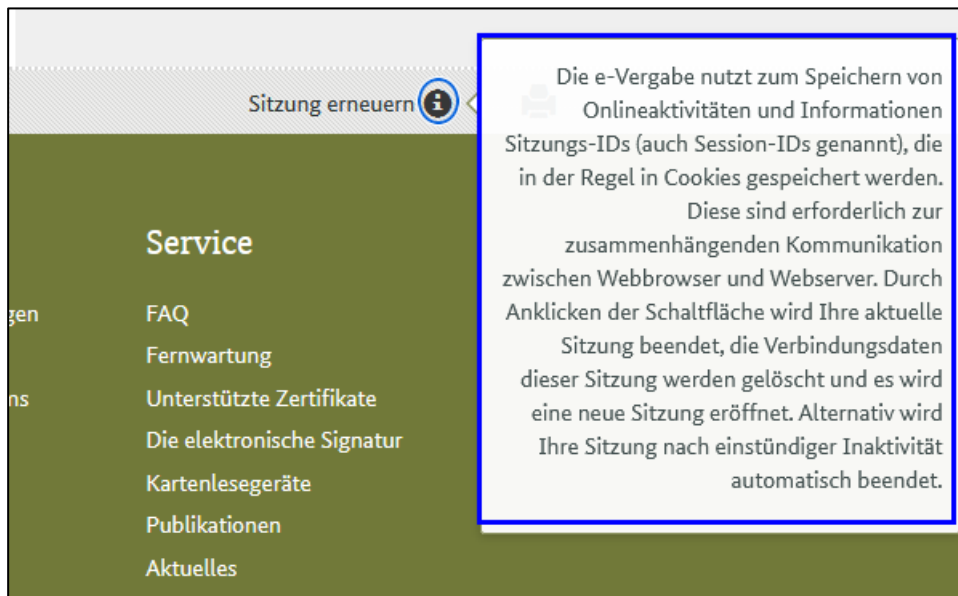 Sitzung erneuern
Die e-Vergabe nutzt zum Speichern von
Onlineaktivitäten und Informationen
Sitzungs-IDs (auch Session-IDs genannt), die
in der Regel in Cookies gespeichert werden.
Diese sind erforderlich zur
zusammenhängenden Kommunikation
zwischen Webbrowser und Webserver. Durch
Anklicken der Schaltfläche wird Ihre aktuelle
Sitzung beendet, die Verbindungsdaten
dieser Sitzung werden gelöscht und es wird
eine neue Sitzung eröffnet. Alternativ wird
Ihre Sitzung nach einstündiger Inaktivität
automatisch beendet.
gen
ns
Service
FAQ
Fernwartung
Unterstützte Zertifikate
Die elektronische Signatur
Kartenlesegeräte
Publikationen
Aktuelles